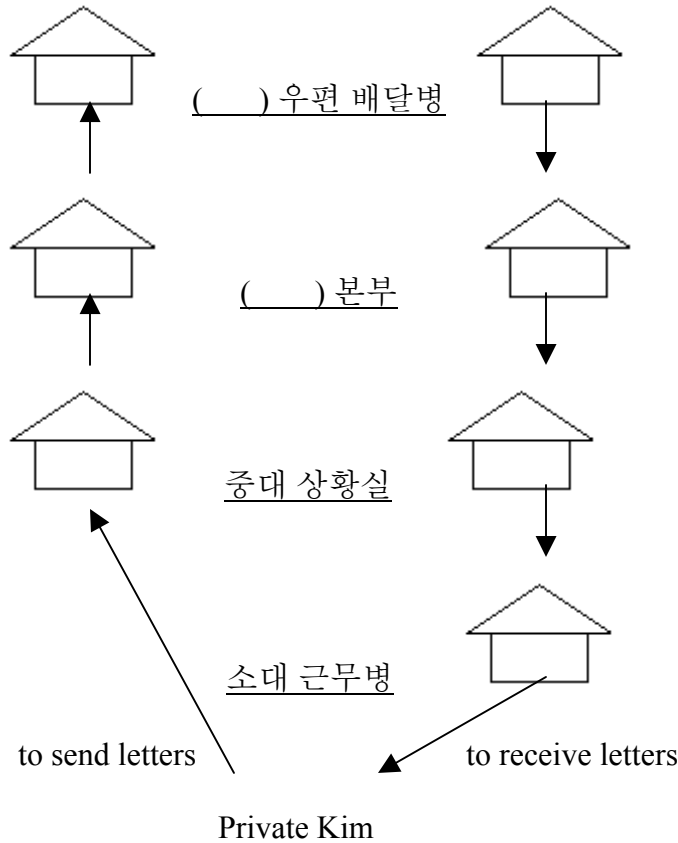 (      ) 우편 배달병
(      ) 본부
중대 상황실
소대 근무병
to send letters
to receive letters
Private Kim